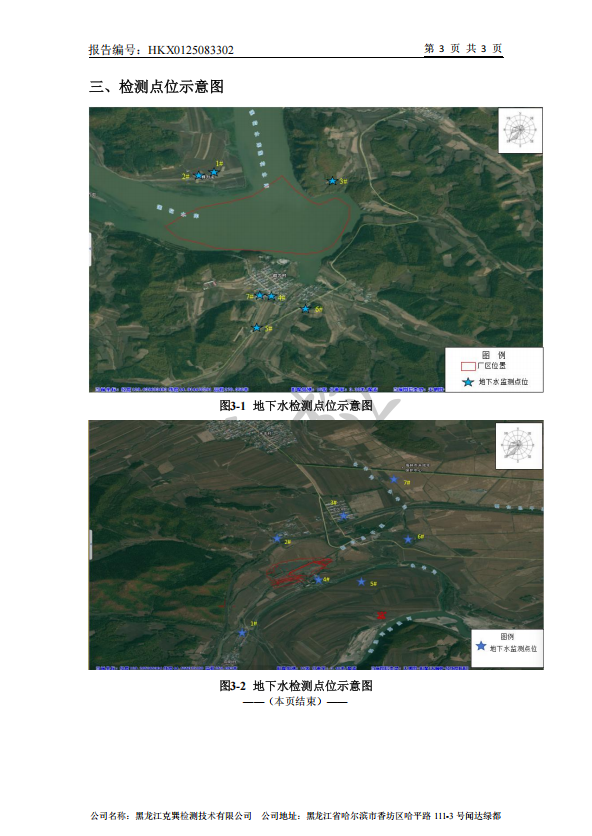 报告编号：HKX0125083302
第 3 页 共 3 页
三、检测点位示意图
1#
2#
3#
7#
4#
6#
5#
图 例
厂区位置
地下水监测点位
图3-1 地下水检测点位示意图
7#
3#
2#
6#
4#
5#
1#
图例
地下水监测点位
图3-2 地下水检测点位示意图
——（本页结束）——
公司名称：黑龙江克巽检测技术有限公司 公司地址：黑龙江省哈尔滨市香坊区哈平路 111-3 号闻达绿都